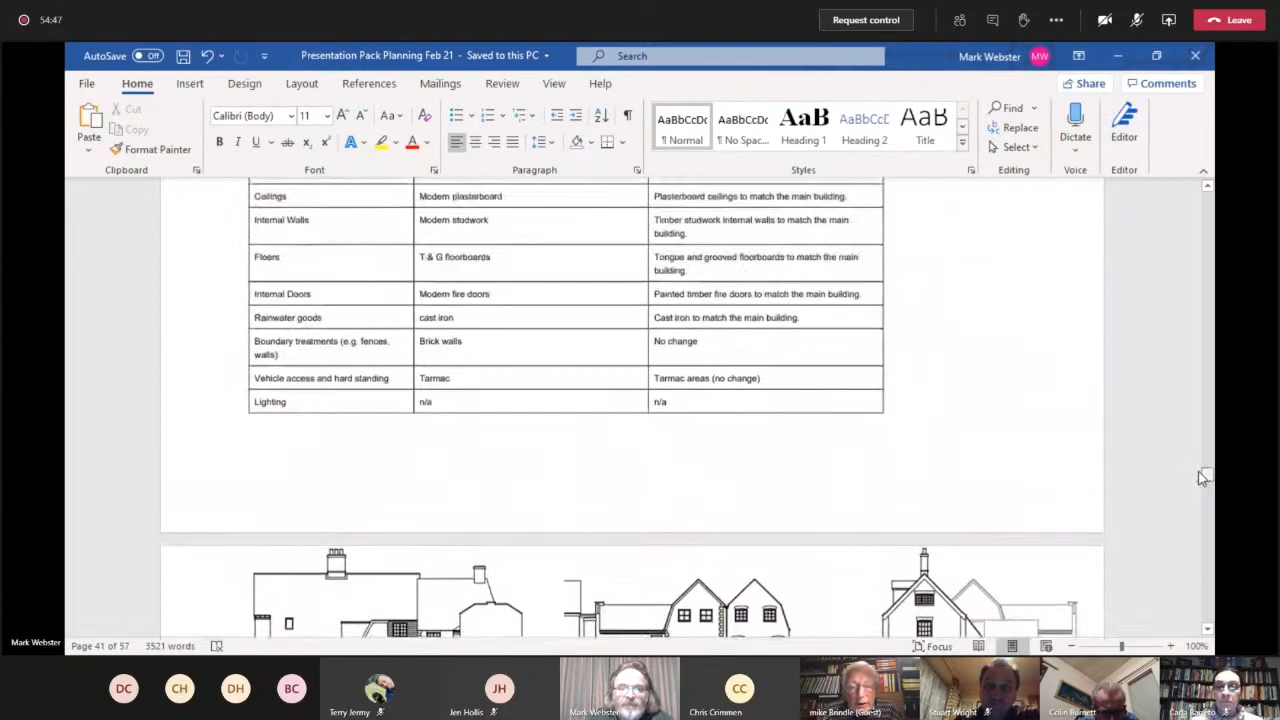 54:47
Request control
Leave
AutoSave Off
Presentation Pack Planning Feb 21 - Saved to this PC
Search
Mark Webster MW
File Home Insert Draw Design Layout References Mailings Review View Help
Share Comments
Paste
Cut
Copy
Format Painter
Clipboard
Calibri (Body) 11
Font
Paragraph
AaBbCcDc AaBbCcDc AaB AaBbCcD AaB
¶ Normal ¶ No Spac... Heading 1 Heading 2 Title
Styles
Find
Replace
Select
Editing
Dictate
Voice
Editor
Editor
Ceilings Modern plasterboard Plasterboard ceilings to match the main building.
Internal Walls Modern studwork Timber studwork internal walls to match the main
building.
Floors T & G floorboards Tongue and grooved floorboards to match the main
building.
Internal Doors Modern fire doors Painted timber fire doors to match the main building.
Rainwater goods cast iron Cast iron to match the main building.
Boundary treatments (e.g. fences, Brick walls No change
walls)
Vehicle access and hard standing Tarmac Tarmac areas (no change)
Lighting n/a n/a
Mark Webster
Page 41 of 57 3521 words
Focus
100%
DC CH DH BC JH CC
Terry Jermy Jen Hollis Mark Webster Chris Crimmen mike Brindle (Guest) Stuart Wright Colin Burnett Carla Barreto